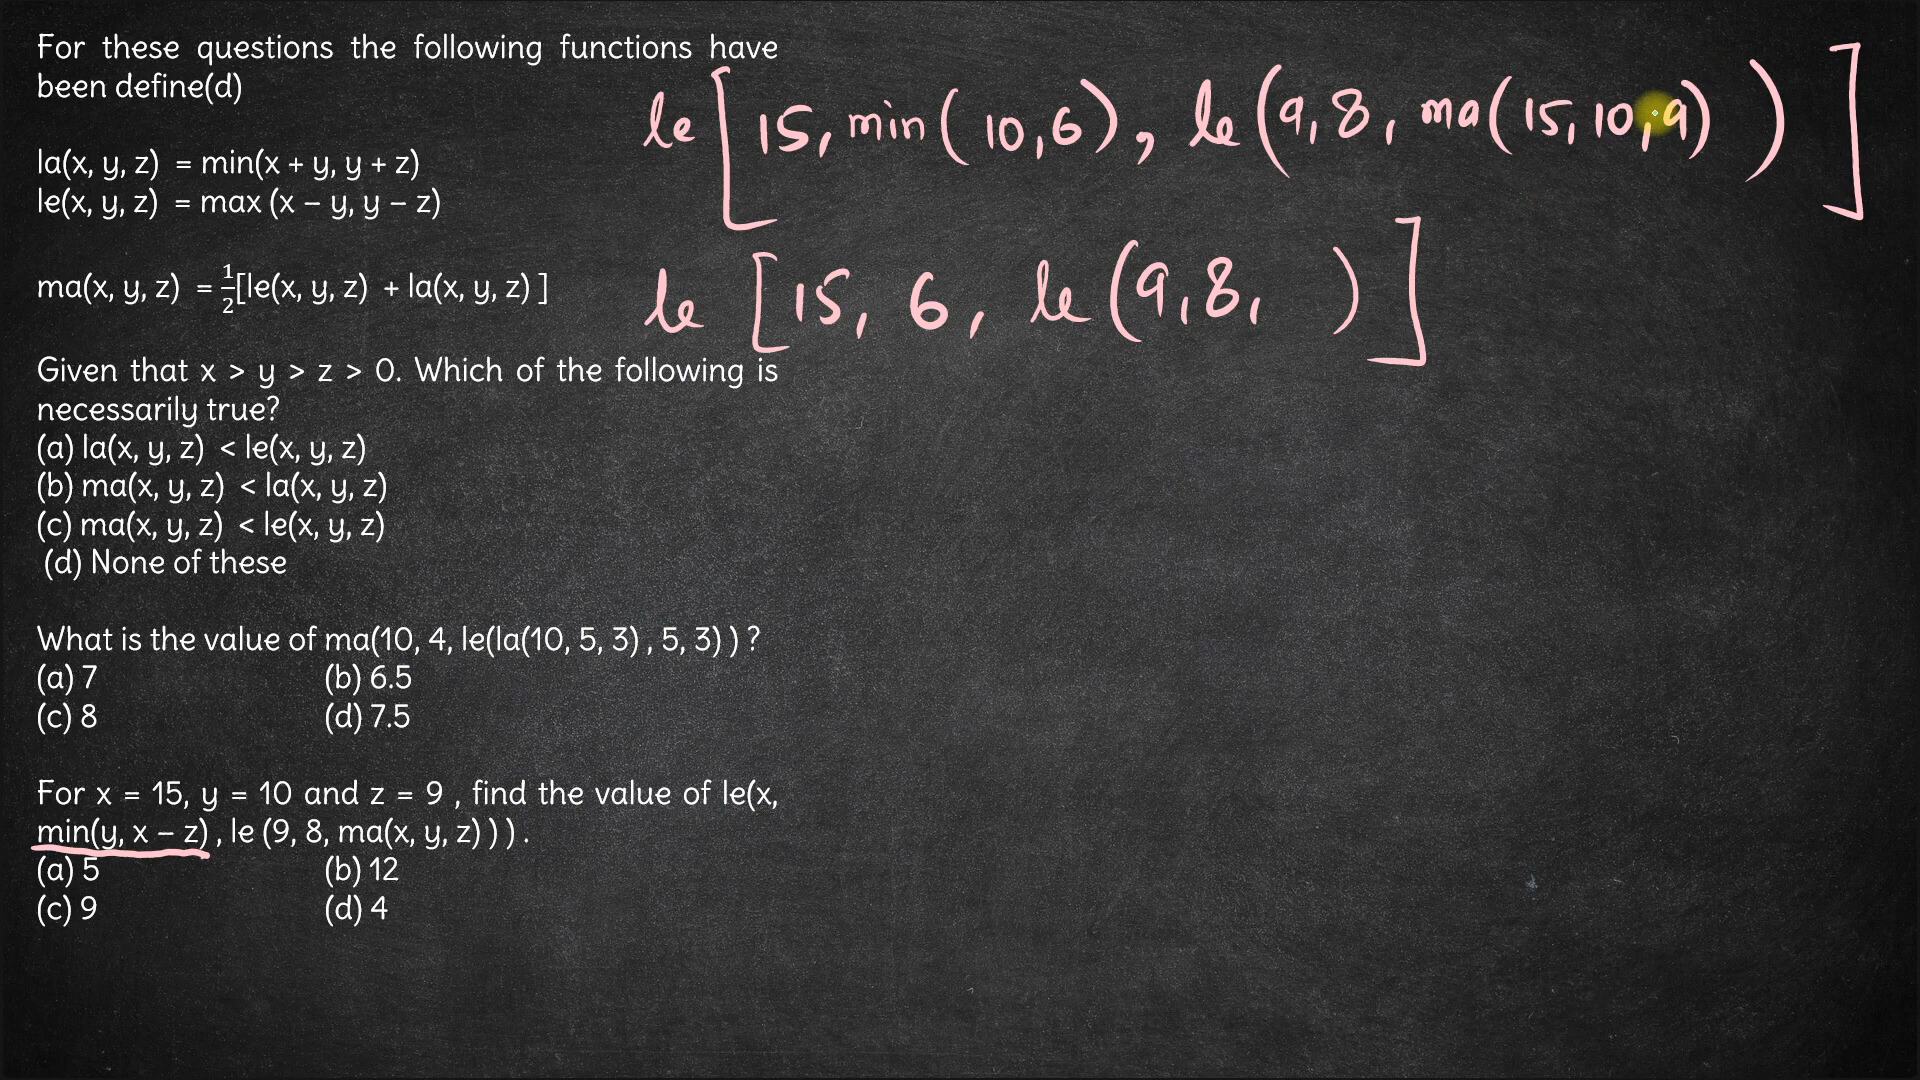 For these questions the following functions have
been define(d)
la(x, y, z) = min(x + y, y + z)
le(x, y, z) = max (x – y, y – z)
ma(x, y, z) = 1/2[le(x, y, z) + la(x, y, z) ]
Given that x > y > z > 0. Which of the following is
necessarily true?
(a) la(x, y, z) < le(x, y, z)
(b) ma(x, y, z) < la(x, y, z)
(c) ma(x, y, z) < le(x, y, z)
(d) None of these
What is the value of ma(10, 4, le(la(10, 5, 3) , 5, 3) ) ?
(a) 7 (b) 6.5
(c) 8 (d) 7.5
For x = 15, y = 10 and z = 9 , find the value of le(x,
min(y, x – z) , le (9, 8, ma(x, y, z) ) ) .
(a) 5 (b) 12
(c) 9 (d) 4
le[15, min(10,6), le(9,8, ma(15,10,9) )]
le [15, 6, le(9,8, )]